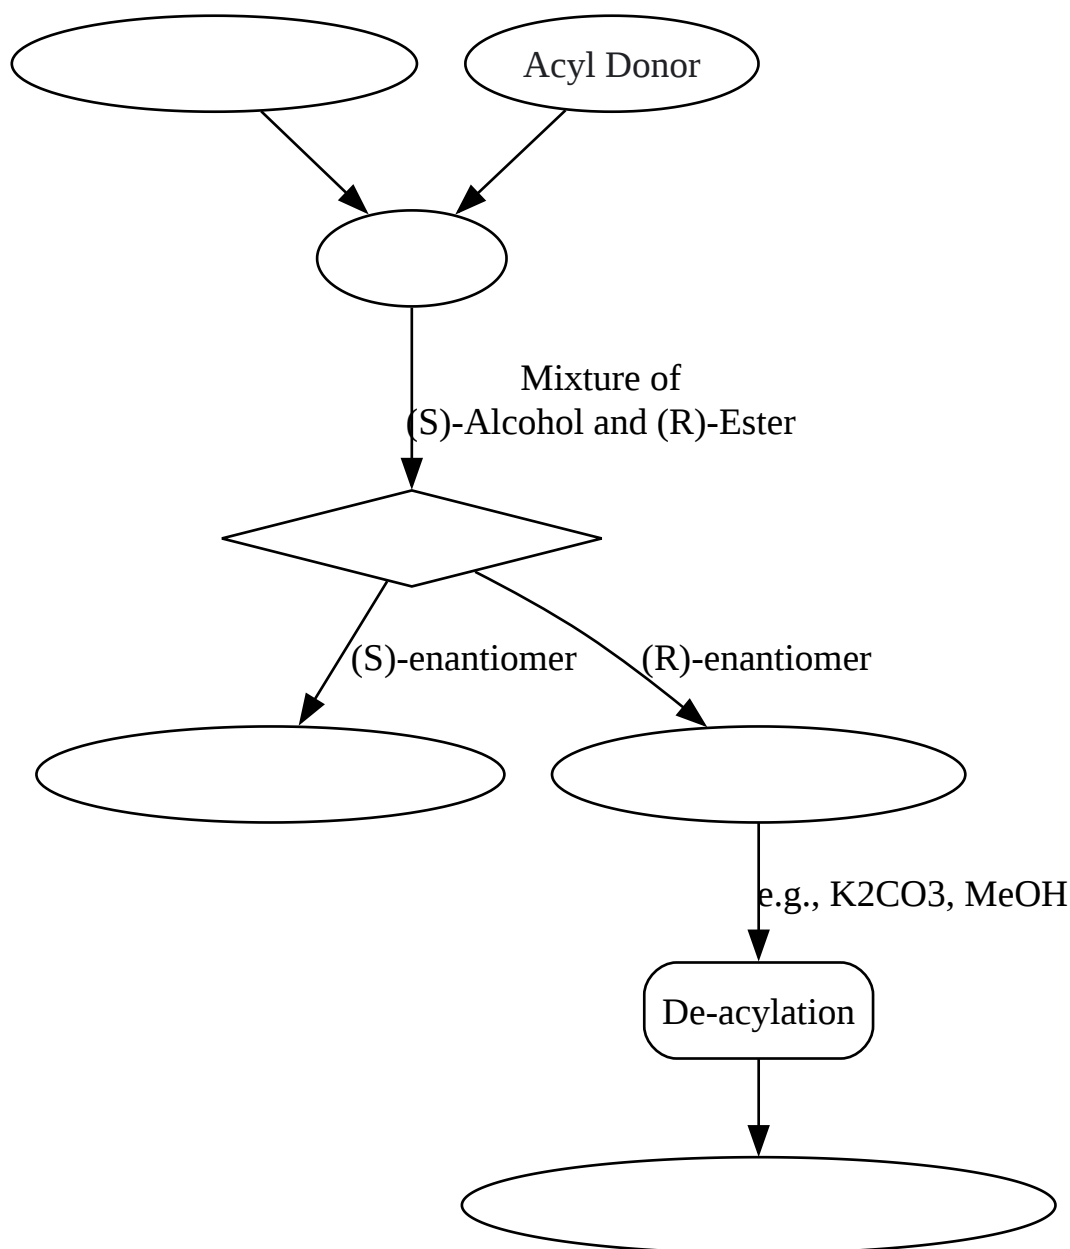 Acyl Donor
Mixture of
(S)-Alcohol and (R)-Ester
(S)-enantiomer
(R)-enantiomer
e.g., K2CO3, MeOH
De-acylation